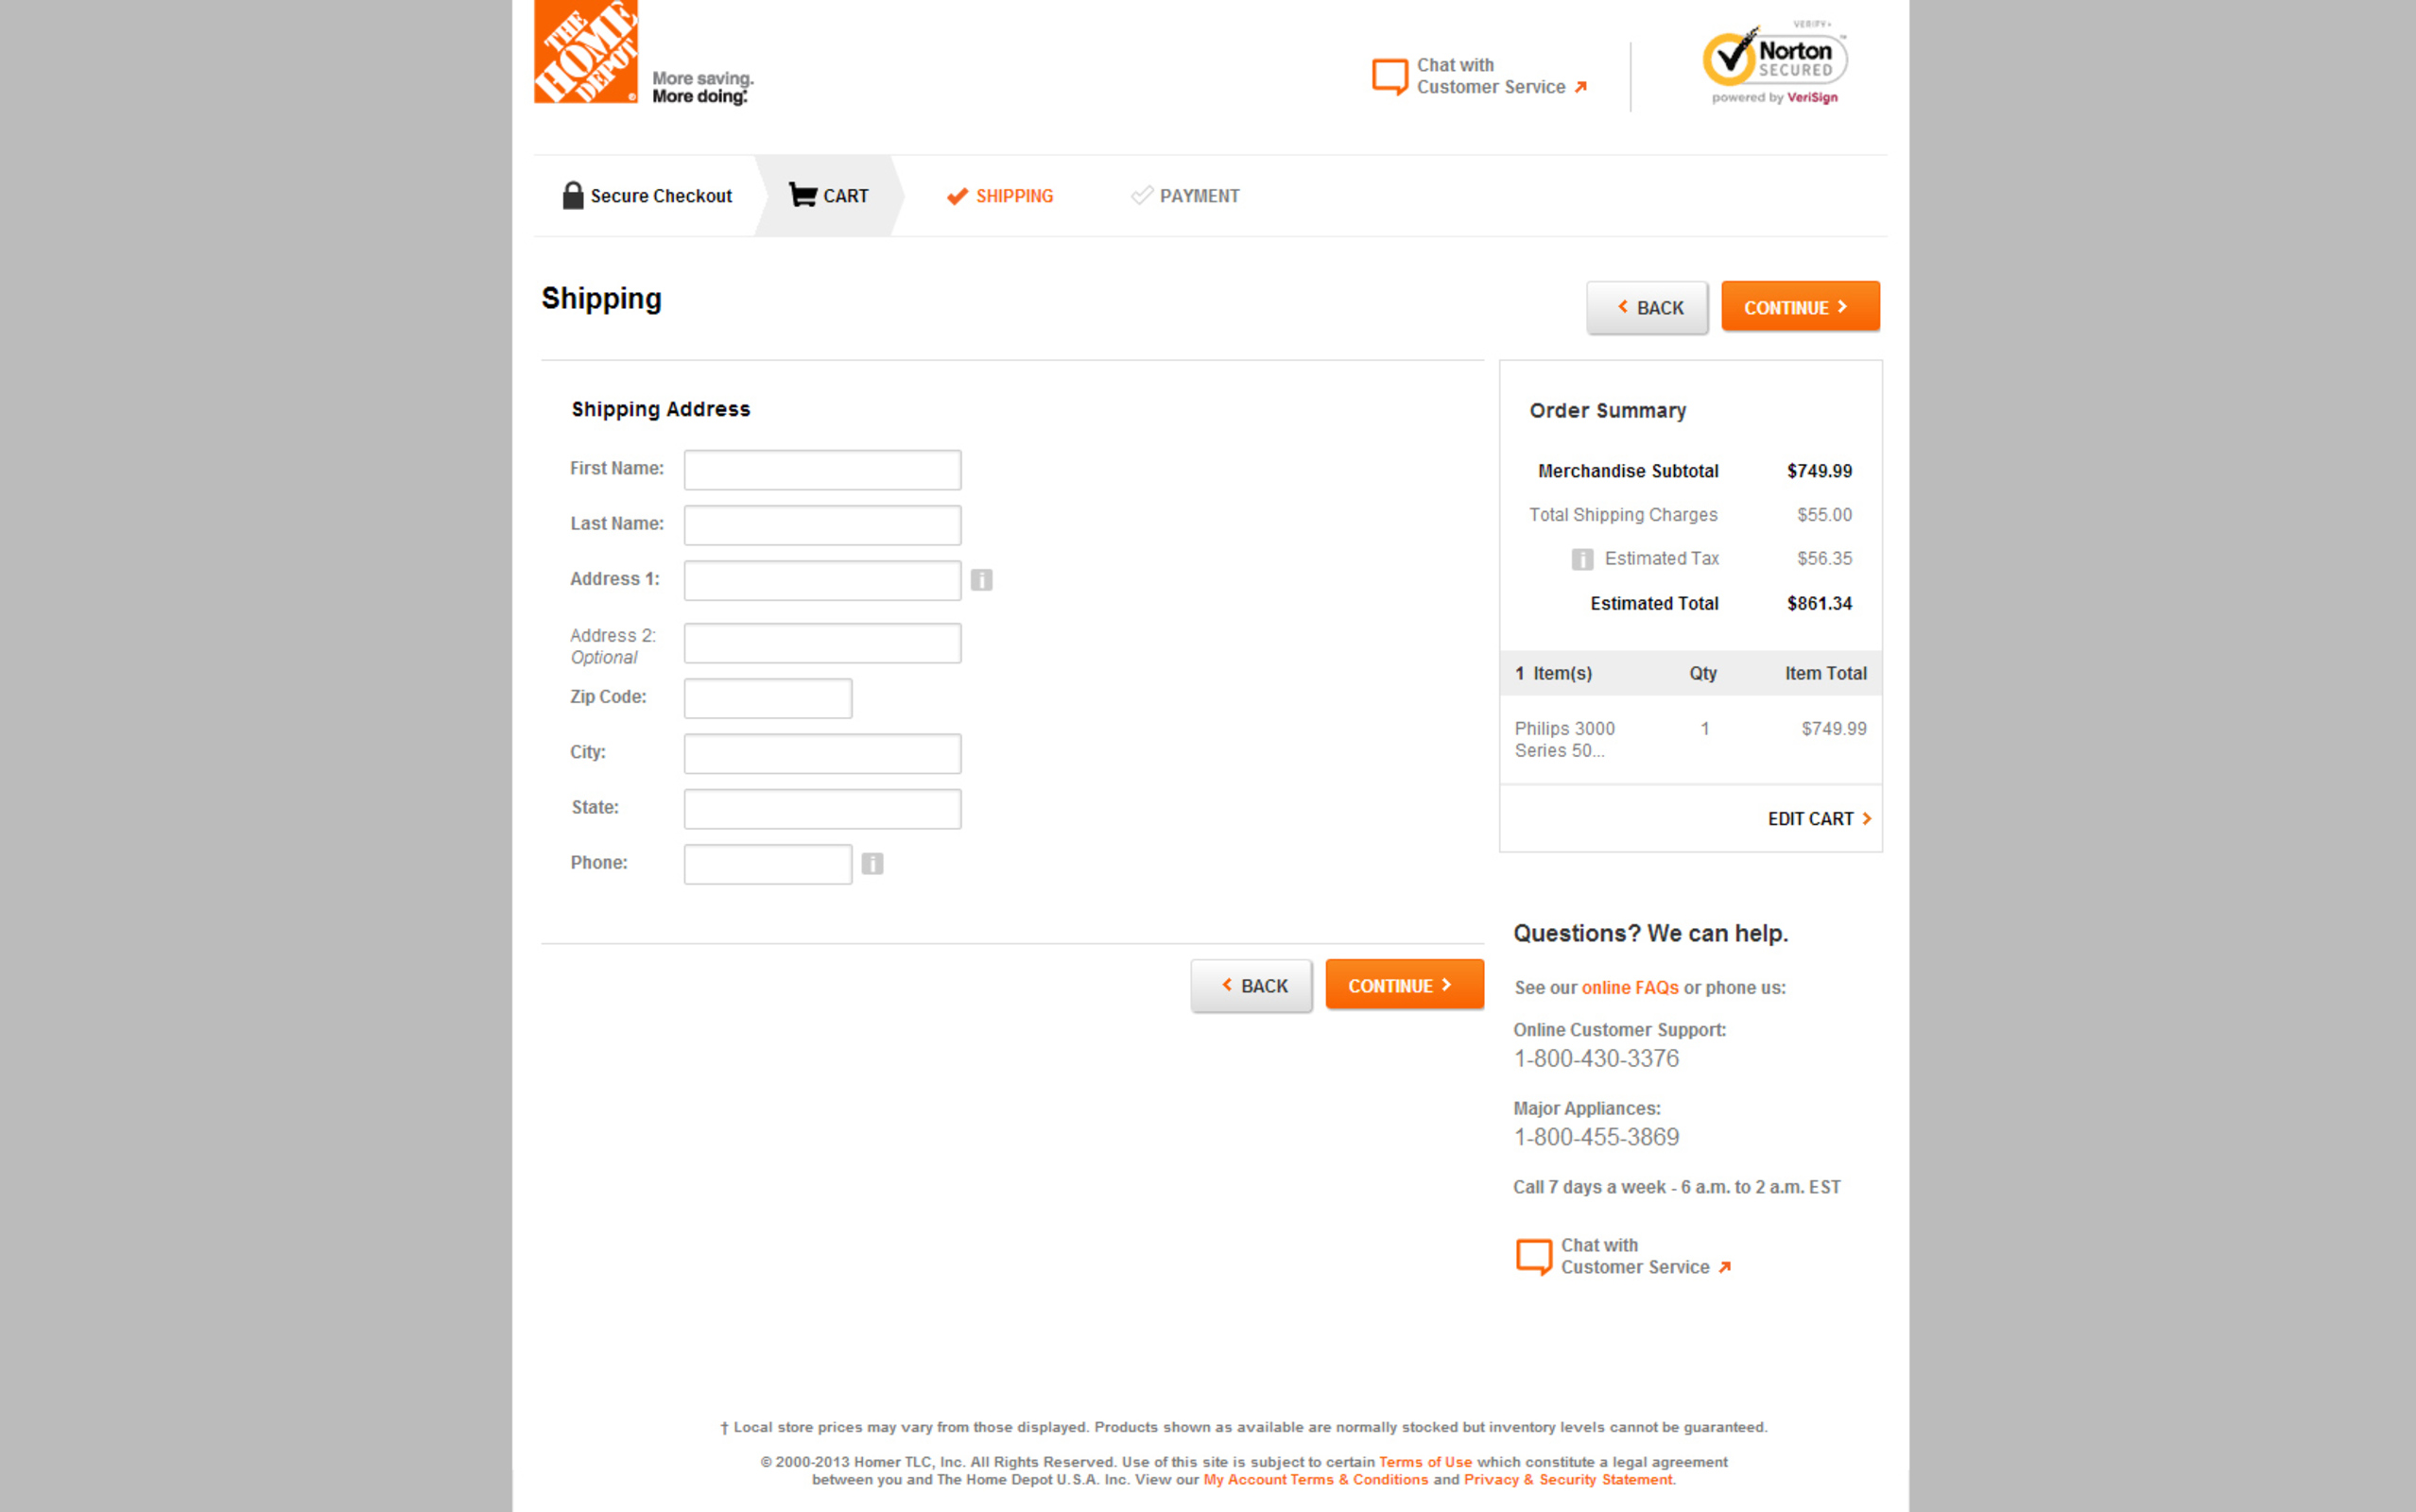 THE
HOME
DEPOT
More saving.
More doing.
Chat with
Customer Service
VERIFY
Norton
SECURED
powered by VeriSign
Secure Checkout
CART
SHIPPING
PAYMENT
Shipping
BACK
CONTINUE
Shipping Address
First Name:
Last Name:
Address 1:
Address 2:
Optional
Zip Code:
City:
State:
Phone:
BACK
CONTINUE
Order Summary
Merchandise Subtotal $749.99
Total Shipping Charges $55.00
i Estimated Tax $56.35
Estimated Total $861.34
1 Item(s) Qty Item Total
Philips 3000 1 $749.99
Series 50...
EDIT CART
Questions? We can help.
See our online FAQs or phone us:
Online Customer Support:
1-800-430-3376
Major Appliances:
1-800-455-3869
Call 7 days a week - 6 a.m. to 2 a.m. EST
Chat with
Customer Service
† Local store prices may vary from those displayed. Products shown as available are normally stocked but inventory levels cannot be guaranteed.
© 2000-2013 Homer TLC, Inc. All Rights Reserved. Use of this site is subject to certain Terms of Use which constitute a legal agreement
between you and The Home Depot U.S.A. Inc. View our My Account Terms & Conditions and Privacy & Security Statement.